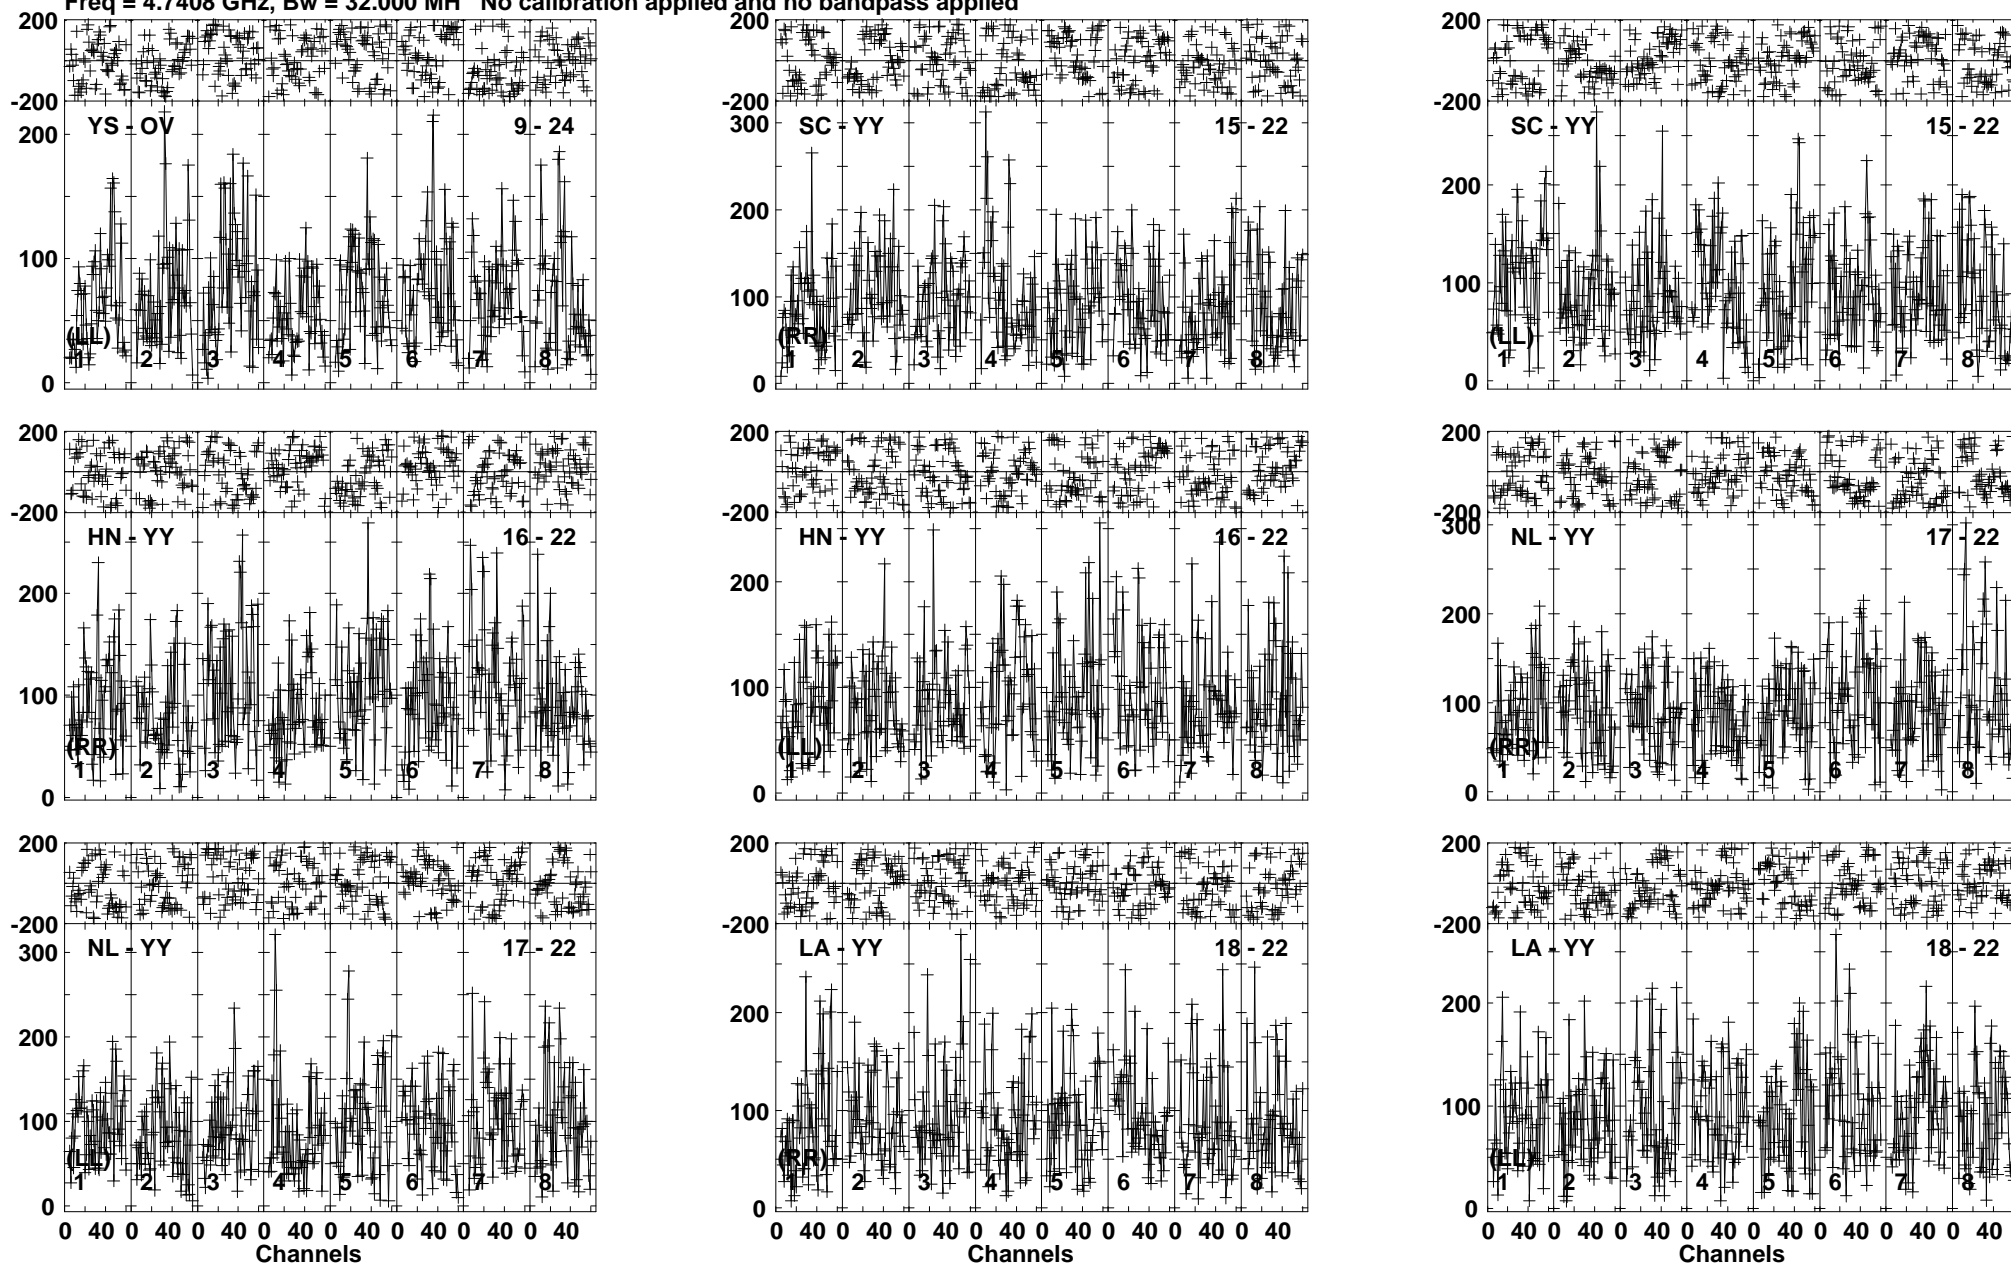 Freq = 4.7408 GHz, Bw = 32.000 MH   No calibration applied and no bandpass applied
200 200 200
-200 -200 -200
YS - OV 9 - 24 SC - YY 15 - 22 SC - YY 15 - 22
200 300 200
100 200 100
0 100 0
0
(LL) (RR) (LL)
1 2 3 4 5 6 7 8 1 2 3 4 5 6 7 8 1 2 3 4 5 6 7 8
200 200 200
-200 -200 -200
HN - YY 16 - 22 HN - YY 16 - 22 NL - YY 17 - 22
200 200 300
100 100 200
0 0 100
0
(RR) (LL) (RR)
1 2 3 4 5 6 7 8 1 2 3 4 5 6 7 8 1 2 3 4 5 6 7 8
200 200 200
-200 -200 -200
NL - YY 17 - 22 LA - YY 18 - 22 LA - YY 18 - 22
300 200 200
200 100 100
100 0 0
0
(LL) (RR) (LL)
1 2 3 4 5 6 7 8 1 2 3 4 5 6 7 8 1 2 3 4 5 6 7 8
0 40 0 40 0 40 0 40 0 40 0 40 0 40 0 40 0 40 0 40 0 40 0 40 0 40 0 40 0 40 0 40 0 40 0 40 0 40 0 40 0 40 0 40 0 40 0 40
Channels Channels Channels